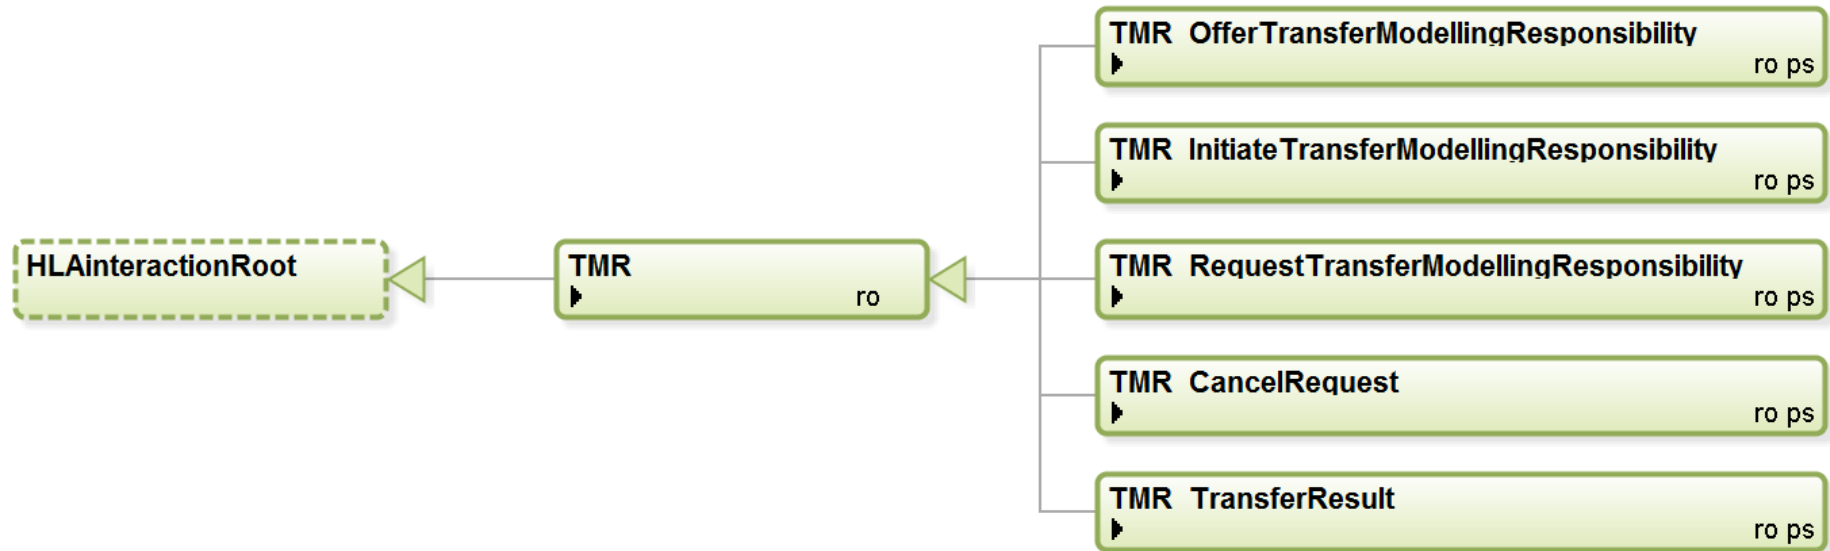 HLAinteractionRoot
TMR
ro
TMR OfferTransferModellingResponsibility
ro ps
TMR InitiateTransferModellingResponsibility
ro ps
TMR RequestTransferModellingResponsibility
ro ps
TMR CancelRequest
ro ps
TMR TransferResult
ro ps